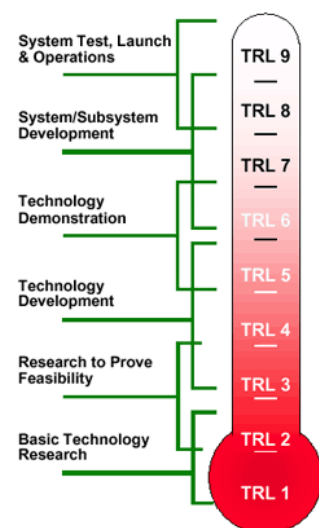 System Test, Launch
& Operations
System/Subsystem
Development
Technology
Demonstration
Technology
Development
Research to Prove
Feasibility
Basic Technology
Research
TRL 9
TRL 8
TRL 7
TRL 6
TRL 5
TRL 4
TRL 3
TRL 2
TRL 1